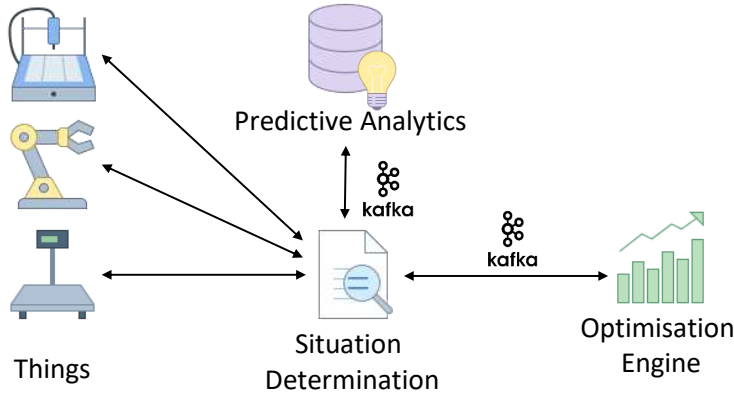 Predictive Analytics
kafka
kafka
Things
Situation
Determination
Optimisation
Engine